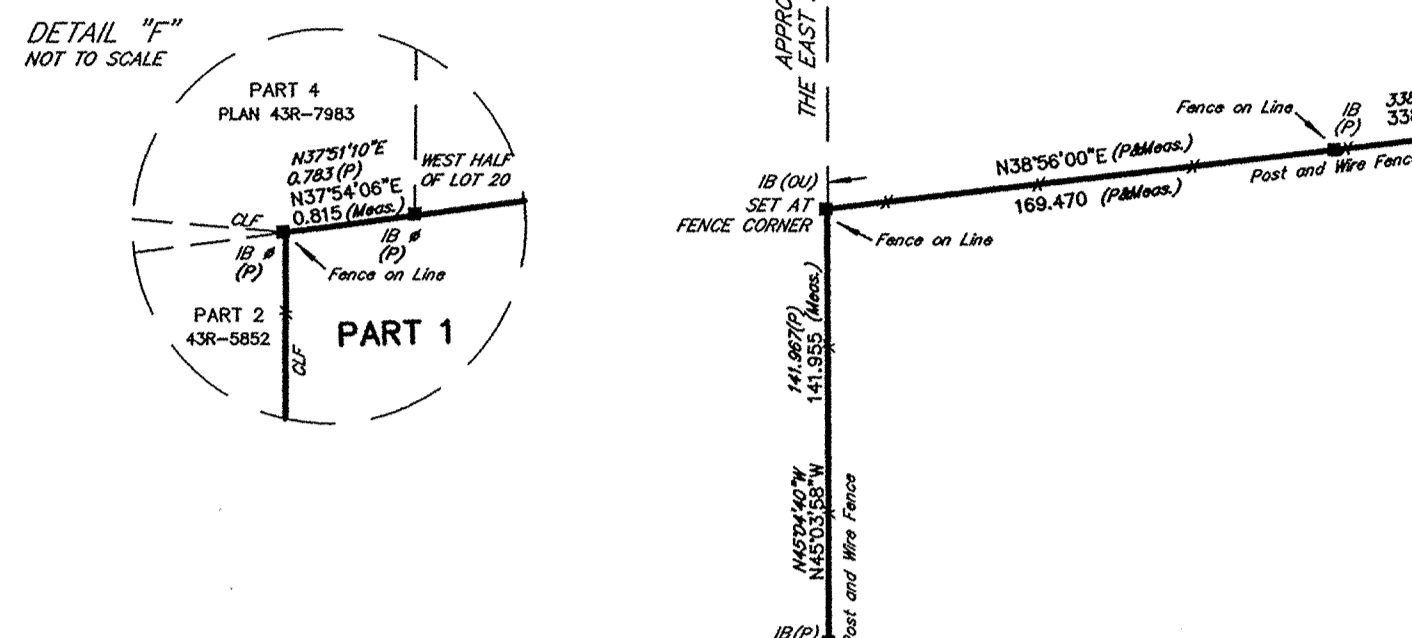 DETAIL "F"
NOT TO SCALE
PART 4
PLAN 43R-7983
N37°51'10"E
0.783 (P)
N37°54'06"E
0.815 (Meas.)
WEST HALF
OF LOT 20
CLF
IB ø
(P)
IB ø
(P)
Fence on Line
PART 2
43R-5852
CLF
PART 1
THE EAST
IB (OU)
SET AT
FENCE CORNER
Fence on Line
N38°56'00"E (P&Meas.)
169.470 (P&Meas.)
Fence on Line
IB
(P)
338
338
Post and Wire Fence
141.967(P)
141.955 (Meas.)
N45°04'40"W
N45°03'58"W
Post and Wire Fence
IB(P)